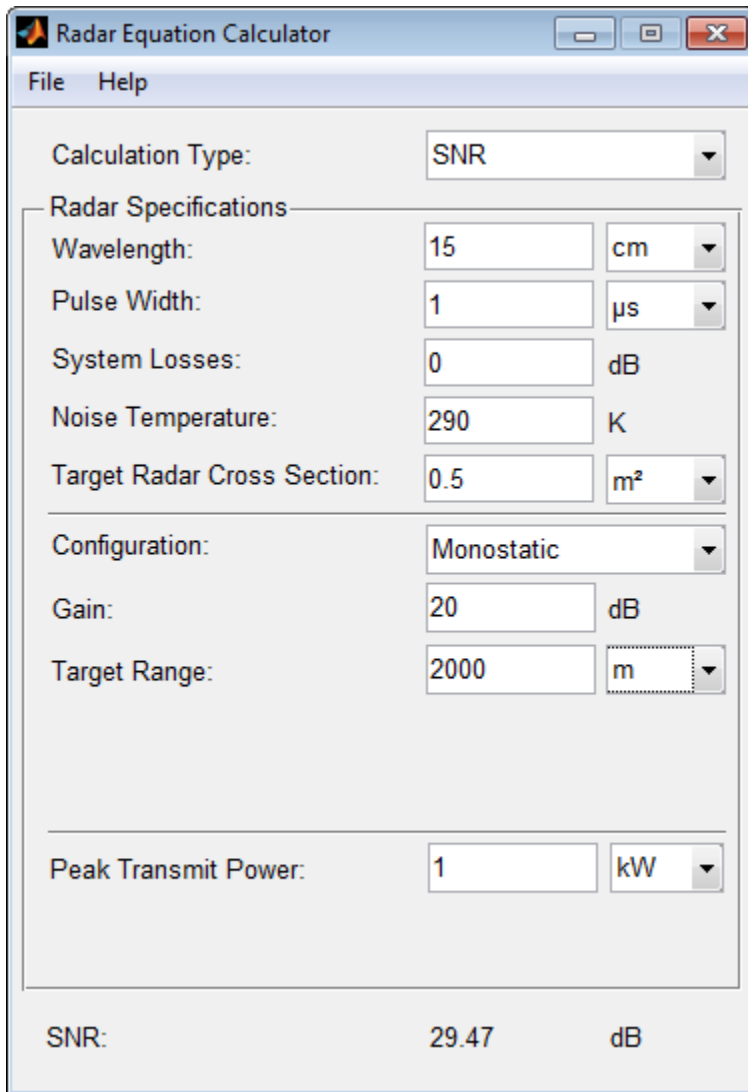 Radar Equation Calculator
File Help
Calculation Type: SNR
Radar Specifications
Wavelength: 15 cm
Pulse Width: 1 µs
System Losses: 0 dB
Noise Temperature: 290 K
Target Radar Cross Section: 0.5 m²
Configuration: Monostatic
Gain: 20 dB
Target Range: 2000 m
Peak Transmit Power: 1 kW
SNR: 29.47 dB